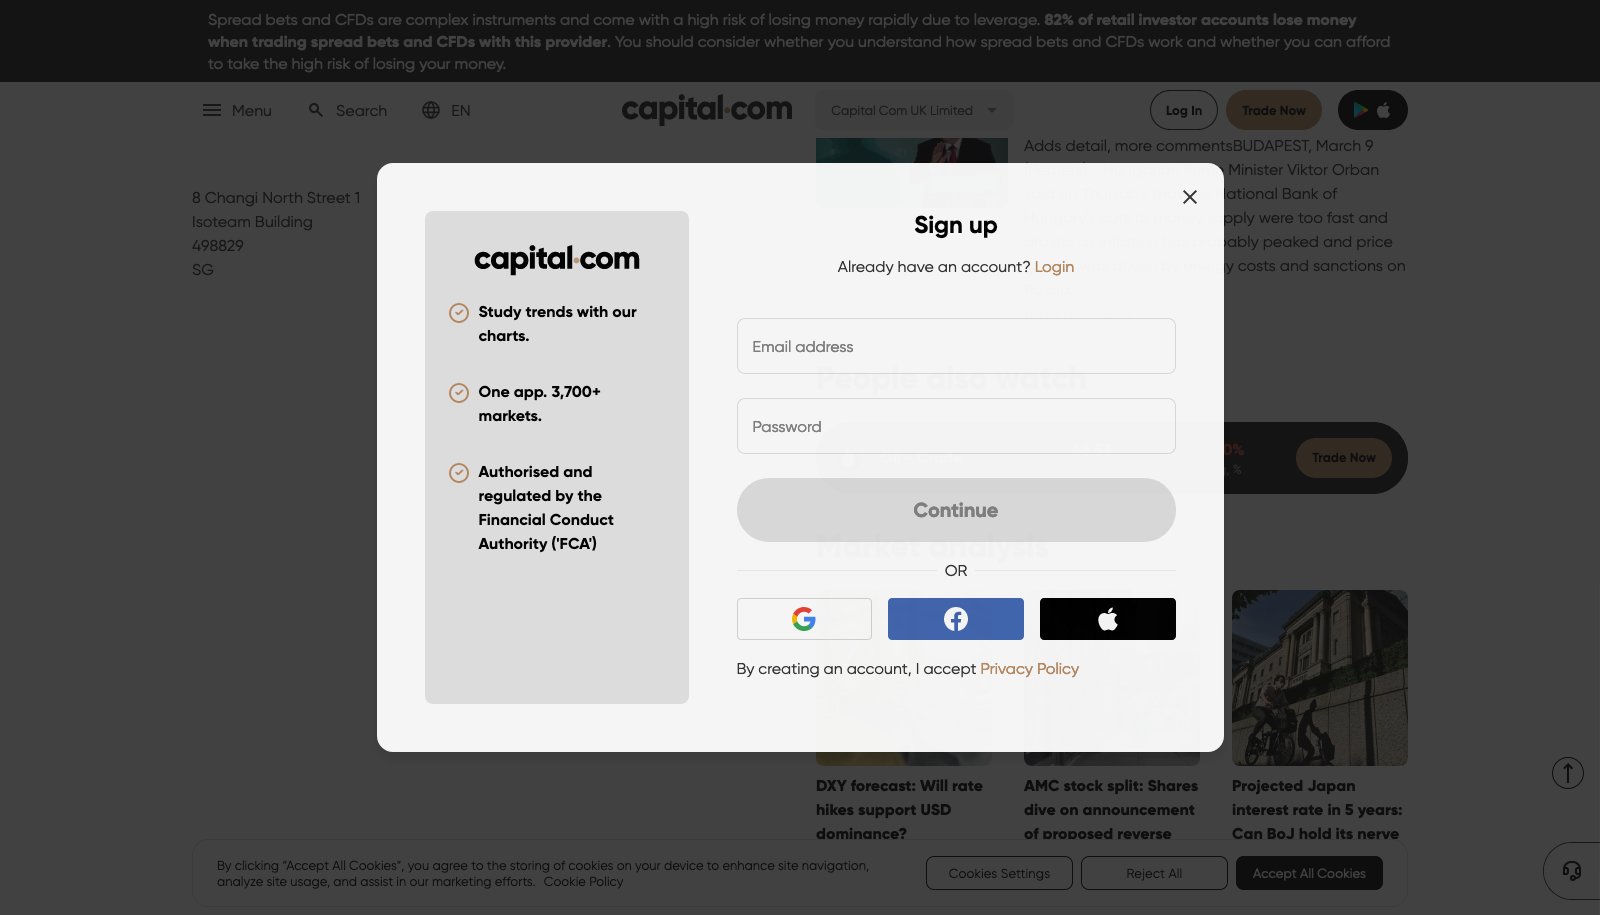 Spread bets and CFDs are complex instruments and come with a high risk of losing money rapidly due to leverage. 82% of retail investor accounts lose money
when trading spread bets and CFDs with this provider. You should consider whether you understand how spread bets and CFDs work and whether you can afford
to take the high risk of losing your money.
Menu
Search
EN
capital.com
Capital Com UK Limited
Log In
Trade Now
8 Changi North Street 1
Isoteam Building
498829
SG
Adds detail, more commentsBUDAPEST, March 9
Minister Viktor Orban
National Bank of
pply were too fast and
bably peaked and price
y costs and sanctions on
capital.com
Study trends with our
charts.
One app. 3,700+
markets.
Authorised and
regulated by the
Financial Conduct
Authority ('FCA')
Sign up
Already have an account? Login
Email address
People also watch
Password
0%
%
Trade Now
Continue
Market analysis
OR
By creating an account, I accept Privacy Policy
DXY forecast: Will rate
hikes support USD
dominance?
AMC stock split: Shares
dive on announcement
of proposed reverse
Projected Japan
interest rate in 5 years:
Can BoJ hold its nerve
By clicking “Accept All Cookies”, you agree to the storing of cookies on your device to enhance site navigation,
analyze site usage, and assist in our marketing efforts. Cookie Policy
Cookies Settings
Reject All
Accept All Cookies